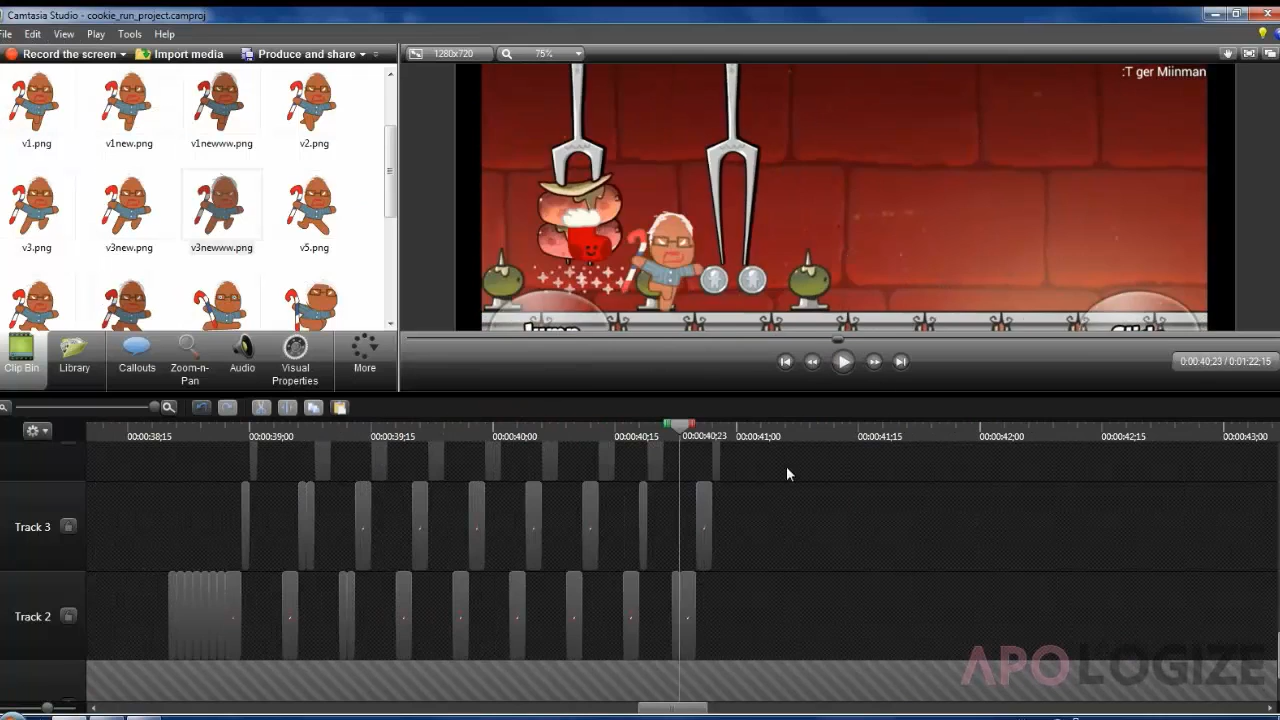 Camtasia Studio - cookie_run_project.camproj
File Edit View Play Tools Help
Record the screen Import media Produce and share
1280x720 75%
:T ger Miinman
v1.png v1new.png v1newww.png v2.png
v3.png v3new.png v3newww.png v5.png
Clip Bin Library Callouts Zoom-n-Pan Audio Visual Properties More
0:00:40;23 / 0:01:22;15
00:00:38;15 00:00:39;00 00:00:39;15 00:00:40;00 00:00:40;15 00:00:40;23 00:00:41;00 00:00:41;15 00:00:42;00 00:00:42;15 00:00:43;00
Track 3
Track 2
APOLOGIZE